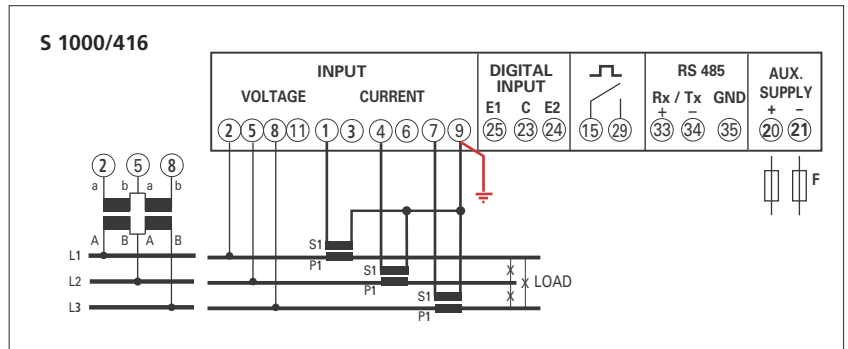 S 1000/416
INPUT
DIGITAL
INPUT
RS 485
AUX.
SUPPLY
VOLTAGE CURRENT
E1 C E2
Rx / Tx GND
+ −
+ −
2 5 8 11 1 3 4 6 7 9
25 23 24
15 29
33 34 35
20 21
F
2 5 8
a b a b
A B A B
L1
L2
L3
S1
P1
S1
P1
S1
P1
X
X
X
LOAD